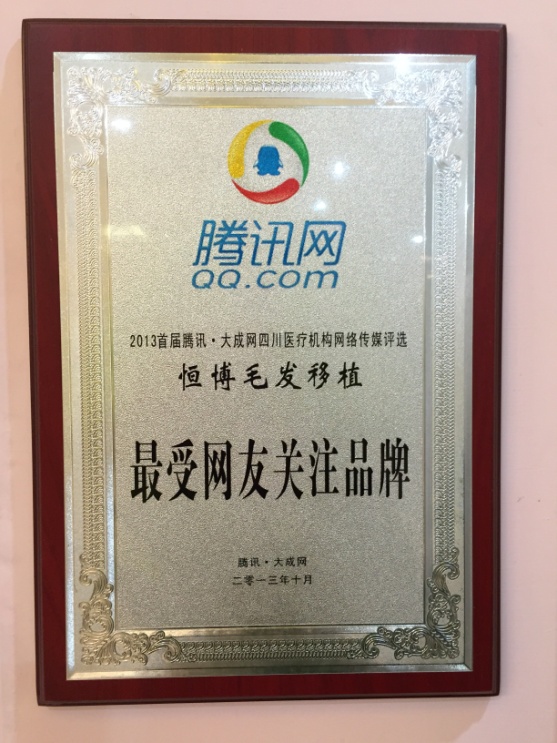 腾讯网
QQ.com
2013首届腾讯·大成网四川医疗机构网络传媒评选
恒博毛发移植
最受网友关注品牌
腾讯·大成网
二零一三年十月